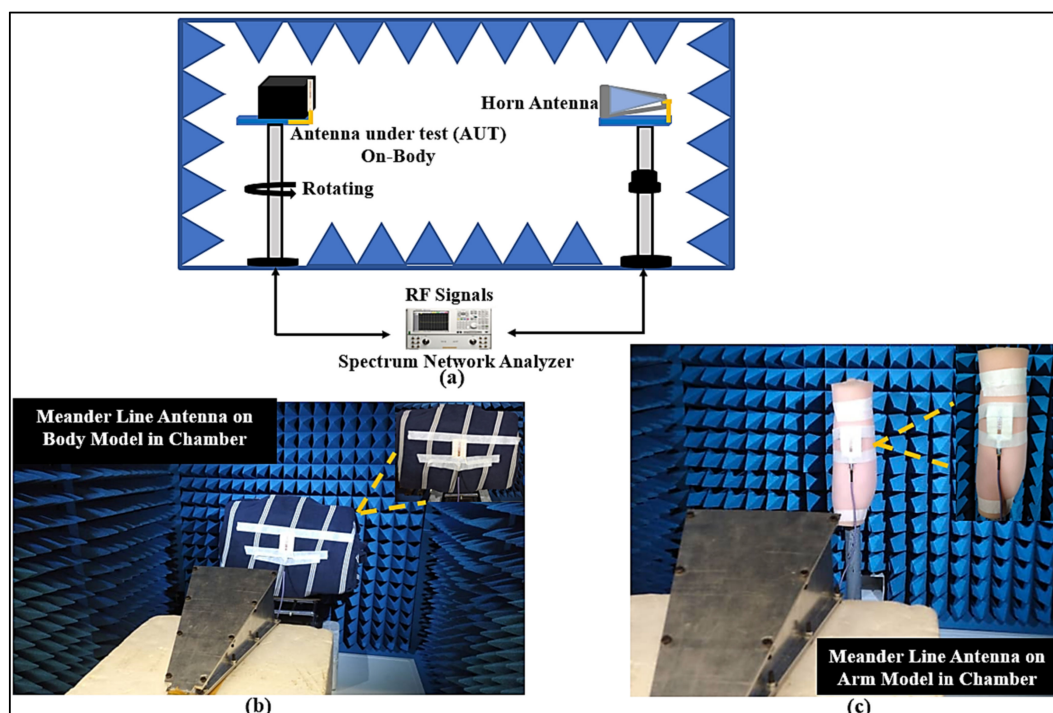 Horn Antenna
Antenna under test (AUT)
On-Body
Rotating
RF Signals
Spectrum Network Analyzer
(a)
Meander Line Antenna on
Body Model in Chamber
(b)
Meander Line Antenna on
Arm Model in Chamber
(c)